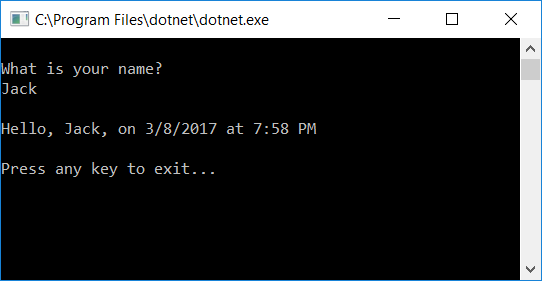 C:\Program Files\dotnet\dotnet.exe
What is your name?
Jack
Hello, Jack, on 3/8/2017 at 7:58 PM
Press any key to exit...